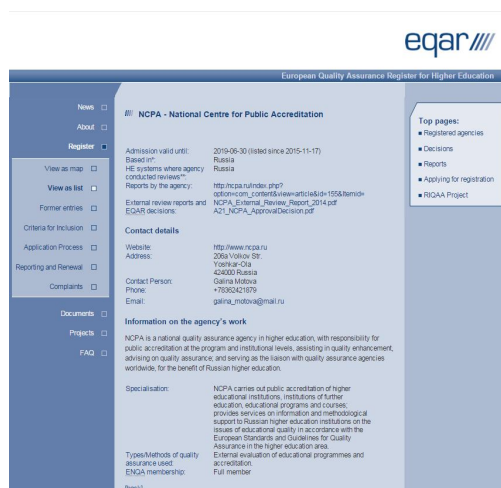 eqar////
European Quality Assurance Register for Higher Education
News
About
Register
View as map
View as list
Former entries
Criteria for Inclusion
Application Process
Reporting and Renewal
Complaints
Documents
Projects
FAQ
//// NCPA - National Centre for Public Accreditation
Admission valid until: 2019-06-30 (listed since 2015-11-17)
Based in*: Russia
HE systems where agency Russia
conducted reviews**:
Reports by the agency: http://ncpa.ru/index.php?
option=com_content&view=article&id=155&Itemid=
External review reports and NCPA_External_Review_Report_2014.pdf
EQAR decisions: A21_NCPA_ApprovalDecision.pdf
Contact details
Website: http://www.ncpa.ru
Address: 206a Volkov Str.
Yoshkar-Ola
424000 Russia
Contact Person: Galina Motova
Phone: +78362421879
Email: galina_motova@mail.ru
Information on the agency's work
NCPA is a national quality assurance agency in higher education, with responsibility for
public accreditation at the program and institutional levels, assisting in quality enhancement,
advising on quality assurance; and serving as the liaison with quality assurance agencies
worldwide, for the benefit of Russian higher education.
Specialisation: NCPA carries out public accreditation of higher
educational institutions, institutions of further
education, educational programs and courses;
provides services on information and methodological
support to Russian higher education institutions on the
issues of educational quality in accordance with the
European Standards and Guidelines for Quality
Assurance in the higher education area.
Types/Methods of quality External evaluation of educational programmes and
assurance used: accreditation.
ENQA membership: Full member
Top pages:
Registered agencies
Decisions
Reports
Applying for registration
RIQAA Project